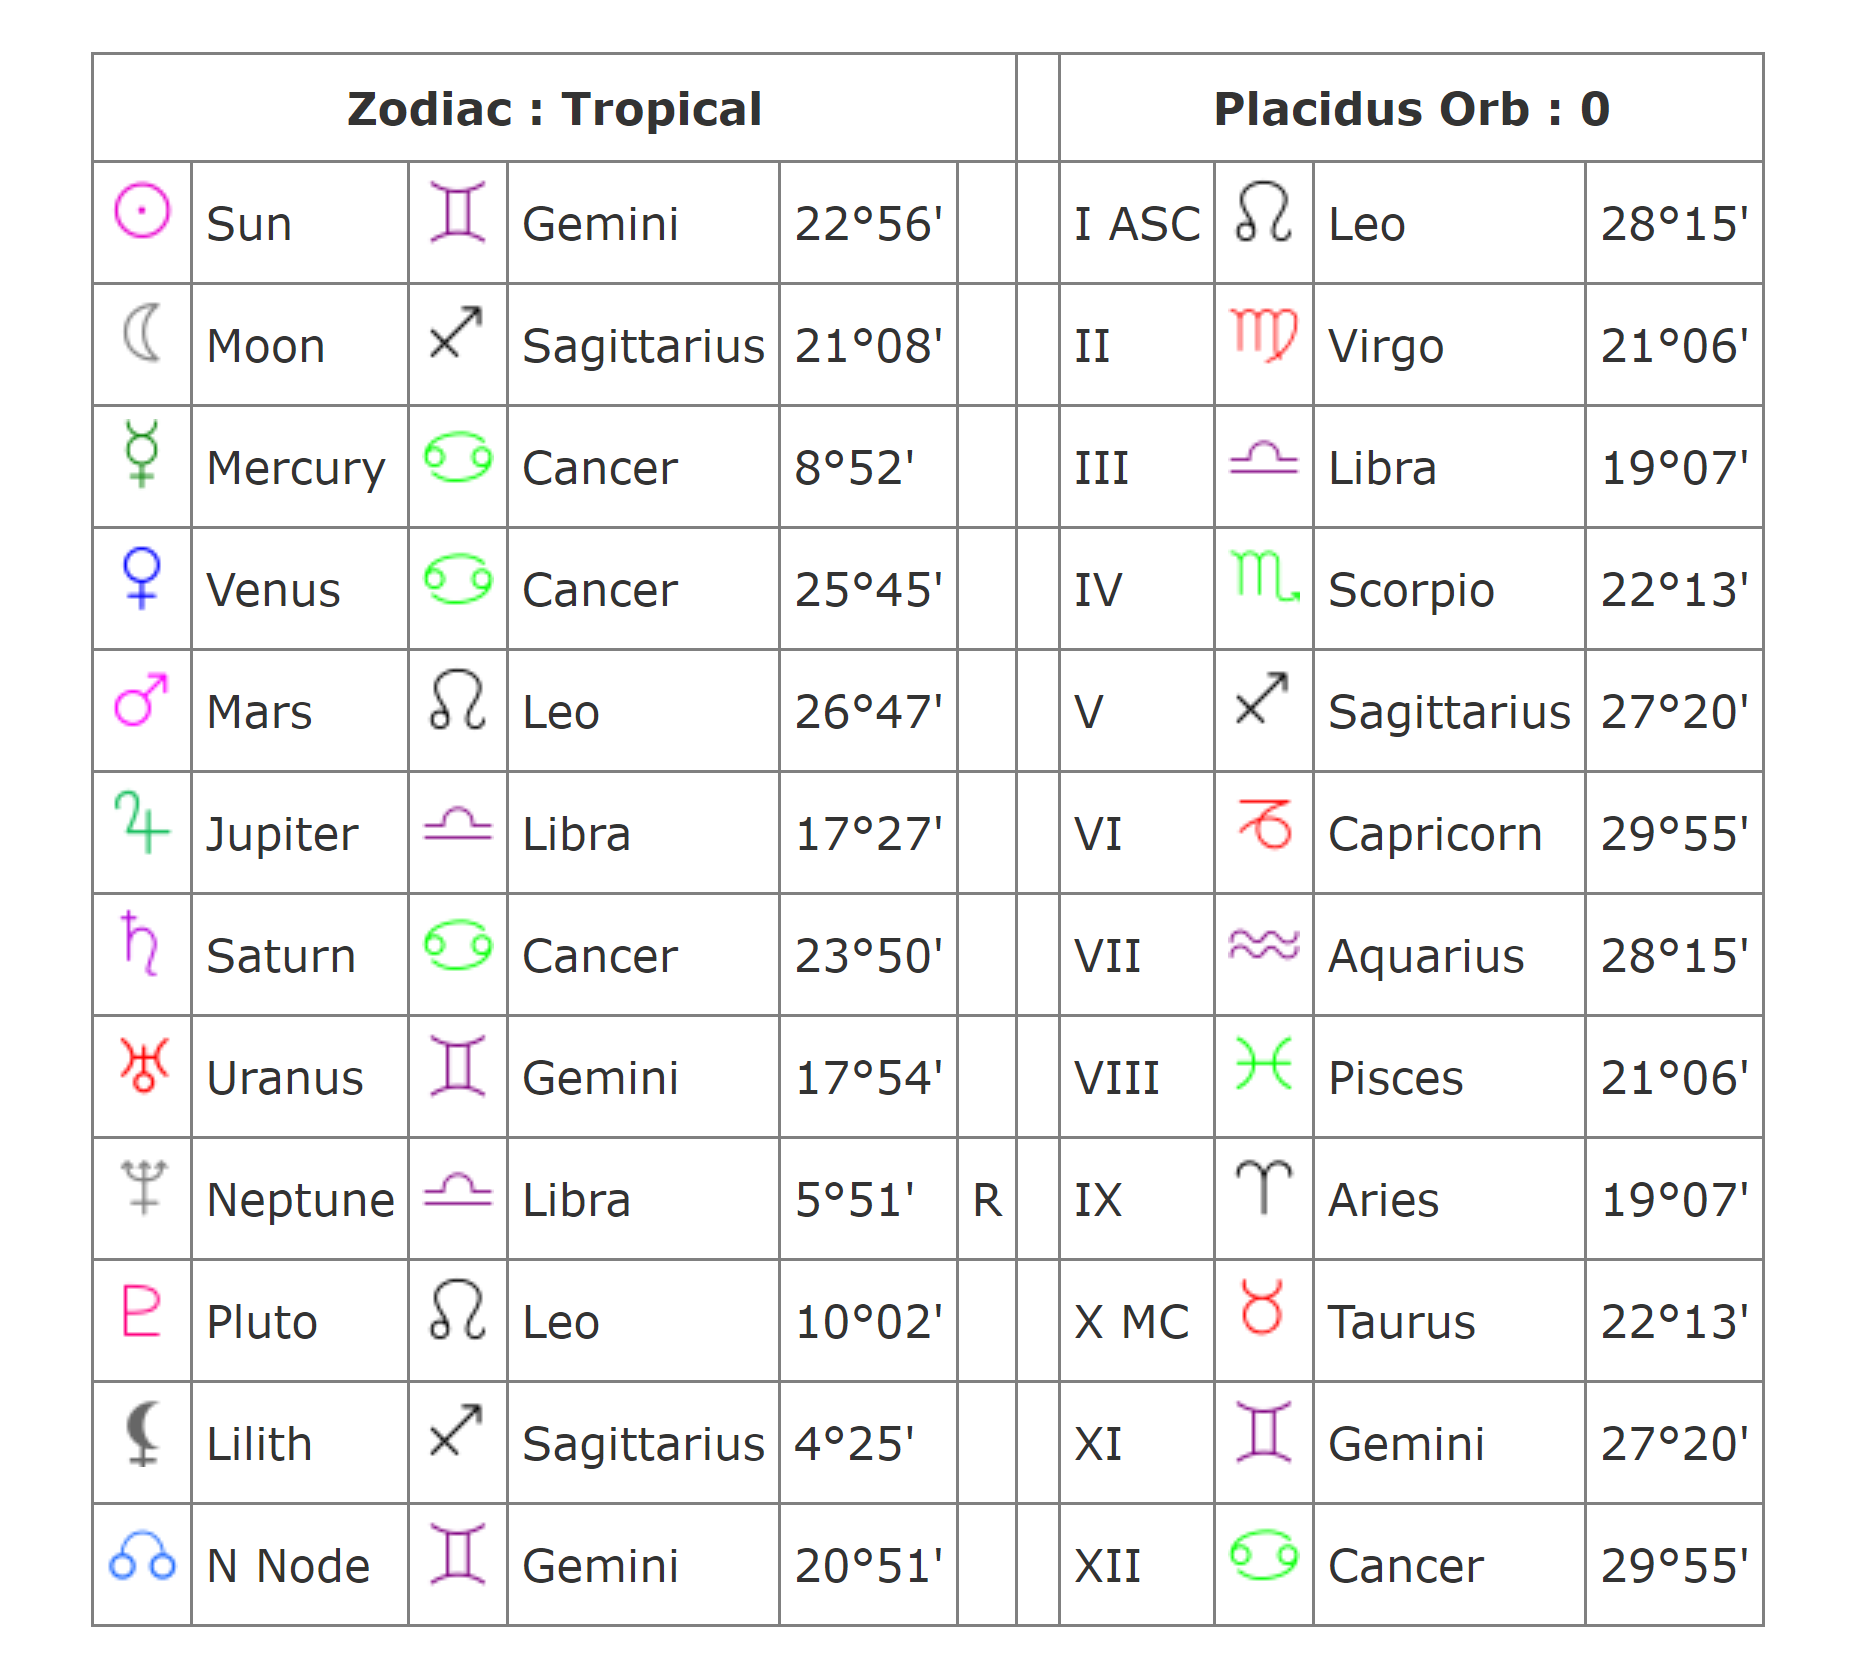 Zodiac : Tropical Placidus Orb : 0
Sun Gemini 22°56' I ASC Leo 28°15'
Moon Sagittarius 21°08' II Virgo 21°06'
Mercury Cancer 8°52' III Libra 19°07'
Venus Cancer 25°45' IV Scorpio 22°13'
Mars Leo 26°47' V Sagittarius 27°20'
Jupiter Libra 17°27' VI Capricorn 29°55'
Saturn Cancer 23°50' VII Aquarius 28°15'
Uranus Gemini 17°54' VIII Pisces 21°06'
Neptune Libra 5°51' R IX Aries 19°07'
Pluto Leo 10°02' X MC Taurus 22°13'
Lilith Sagittarius 4°25' XI Gemini 27°20'
N Node Gemini 20°51' XII Cancer 29°55'